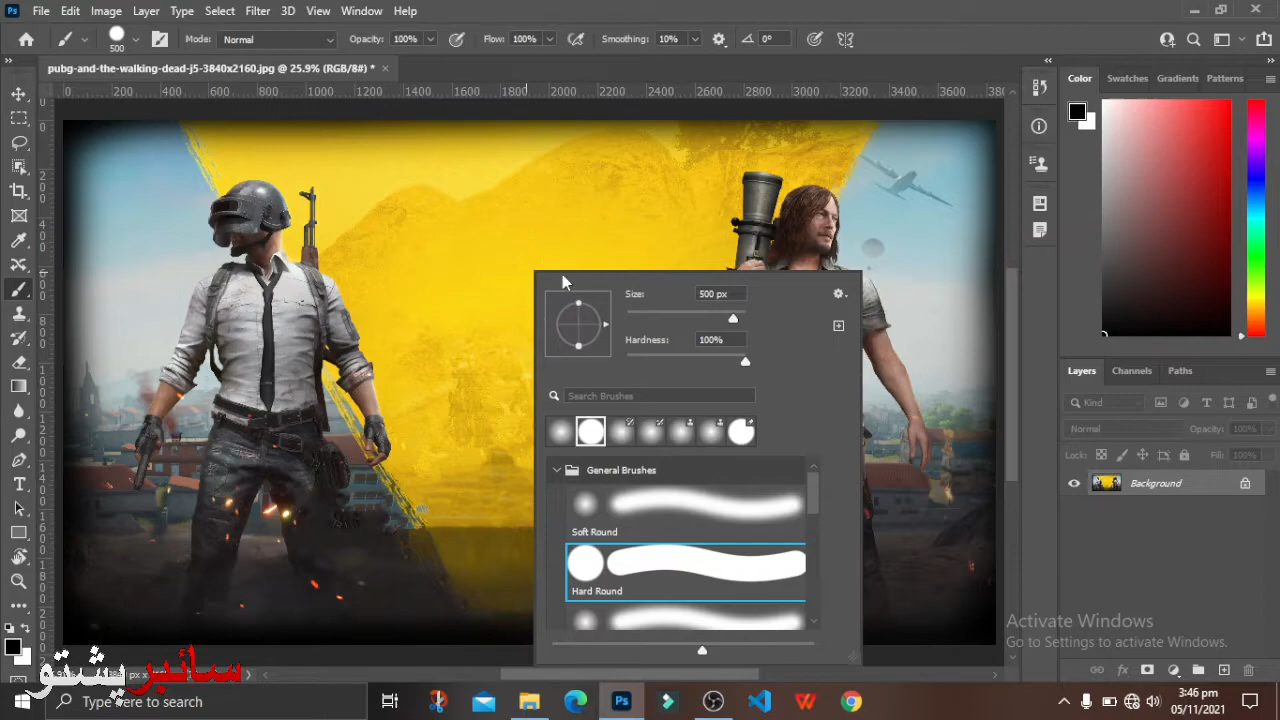 Ps File Edit Image Layer Type Select Filter 3D View Window Help
500 Mode: Normal Opacity: 100% Flow: 100% Smoothing: 10% 0°
pubg-and-the-walking-dead-j5-3840x2160.jpg @ 25.9% (RGB/8#) * ×
Color Swatches Gradients Patterns
0 200 400 600 800 1000 1200 1400 1600 1800 2000 2200 2400 2600 2800 3000 3200 3400 3600
Size: 500 px
Hardness: 100%
Search Brushes
General Brushes
Soft Round
Hard Round
Layers Channels Paths
Kind
Normal Opacity: 100%
Lock: Fill: 100%
Background
Activate Windows
Go to Settings to activate Windows.
سائبر پشتو
Type here to search
Ps
3:46 pm
05/11/2021